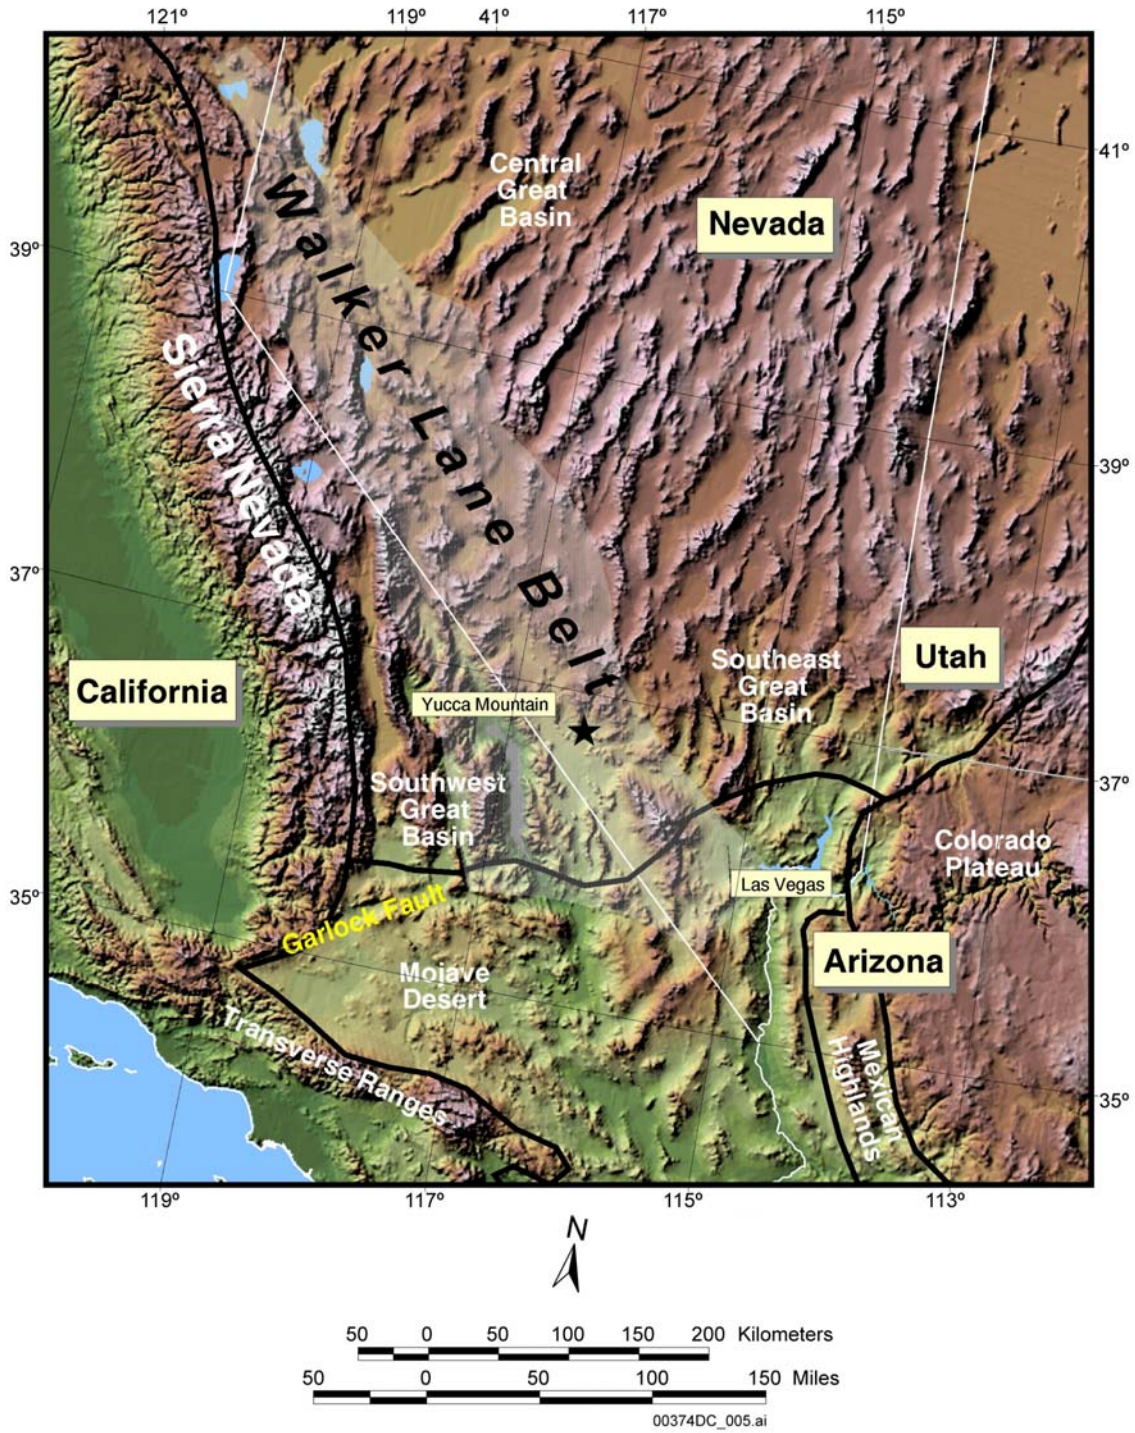 121º 119º 41º 117º 115º
41º
Central
Great
Basin
Nevada
Walker Lane Belt
39º
Sierra Nevada
39º
37º
Utah
Southeast
Great
Basin
California
Yucca Mountain
37º
Southwest
Great
Basin
Colorado
Plateau
Las Vegas
35º
Garlock Fault
Arizona
Mojave
Desert
Transverse Ranges
Mexican
Highlands
35º
119º 117º 115º 113º
N
50 0 50 100 150 200 Kilometers
50 0 50 100 150 Miles
00374DC_005.ai